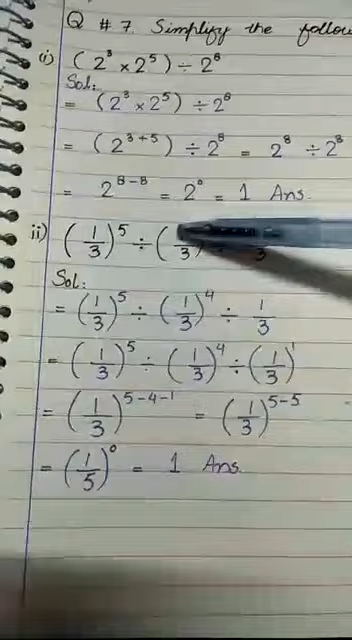 Q # 7. Simplify the follow
i) (2³ × 2⁵) ÷ 2⁸
Sol:
= (2³ × 2⁵) ÷ 2⁸
= (2³⁺⁵) ÷ 2⁸ = 2⁸ ÷ 2⁸
= 2⁸⁻⁸ = 2⁰ = 1 Ans.
ii) (1/3)⁵ ÷ ( /3) 3
Sol:
= (1/3)⁵ ÷ (1/3)⁴ ÷ 1/3
= (1/3)⁵ ÷ (1/3)⁴ ÷ (1/3)¹
= (1/3)⁵⁻⁴⁻¹ = (1/3)⁵⁻⁵
= (1/5)⁰ = 1 Ans